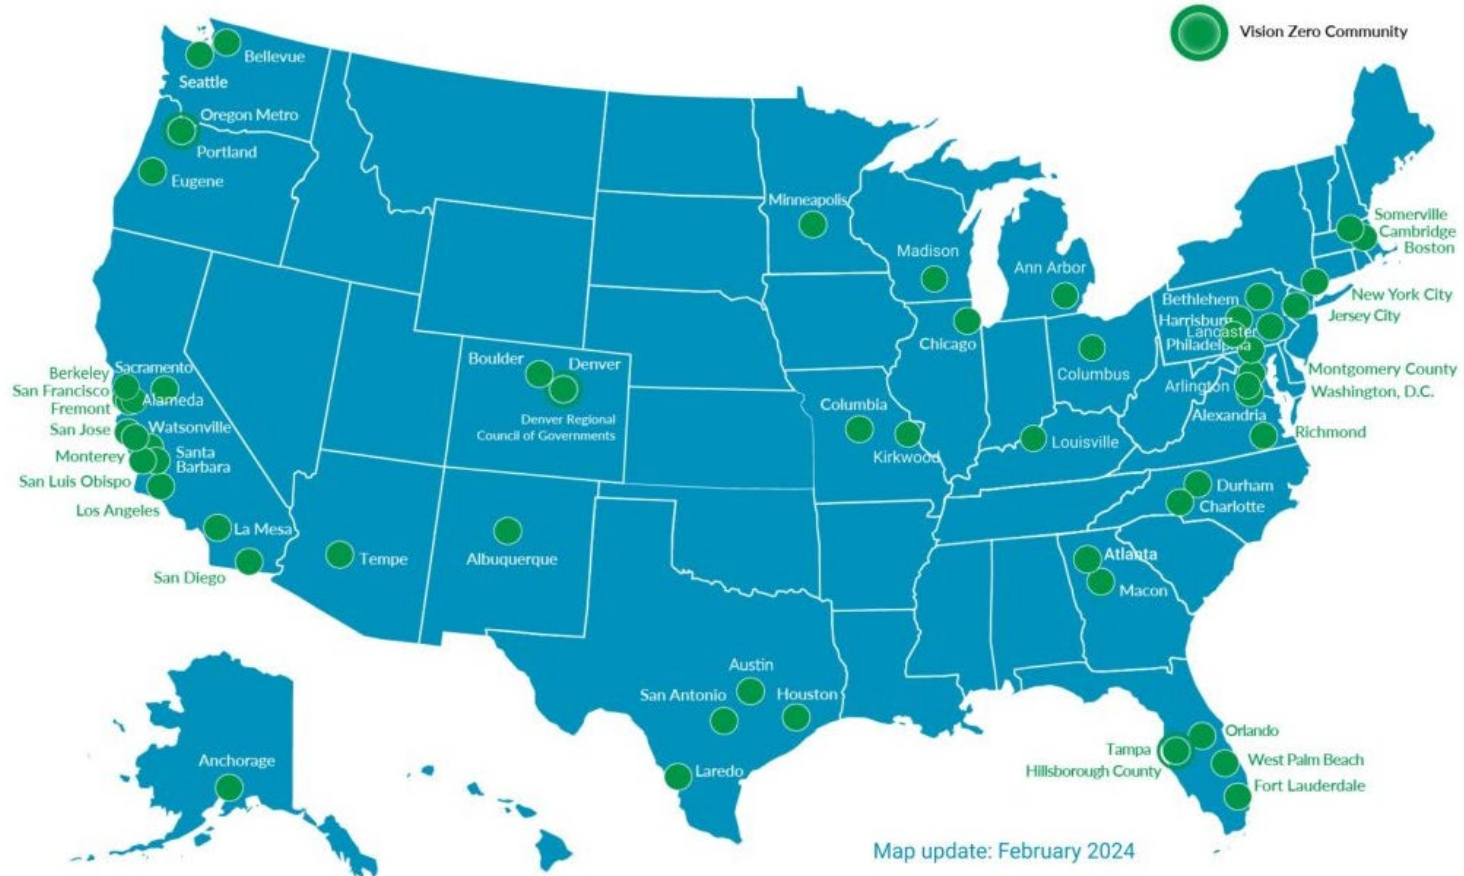 Vision Zero Community
Bellevue
Seattle
Oregon Metro
Portland
Eugene
Minneapolis
Madison
Ann Arbor
Chicago
Columbus
Somerville
Cambridge
Boston
New York City
Jersey City
Bethlehem
Harrisburg
Lancaster
Philadelphia
Montgomery County
Washington, D.C.
Arlington
Alexandria
Richmond
Boulder
Denver
Denver Regional
Council of Governments
Columbia
Kirkwood
Louisville
Durham
Charlotte
Atlanta
Macon
Berkeley
Sacramento
San Francisco
Alameda
Fremont
San Jose
Watsonville
Monterey
Santa
Barbara
San Luis Obispo
Los Angeles
La Mesa
San Diego
Tempe
Albuquerque
Austin
San Antonio
Houston
Laredo
Anchorage
Orlando
Tampa
Hillsborough County
West Palm Beach
Fort Lauderdale
Map update: February 2024